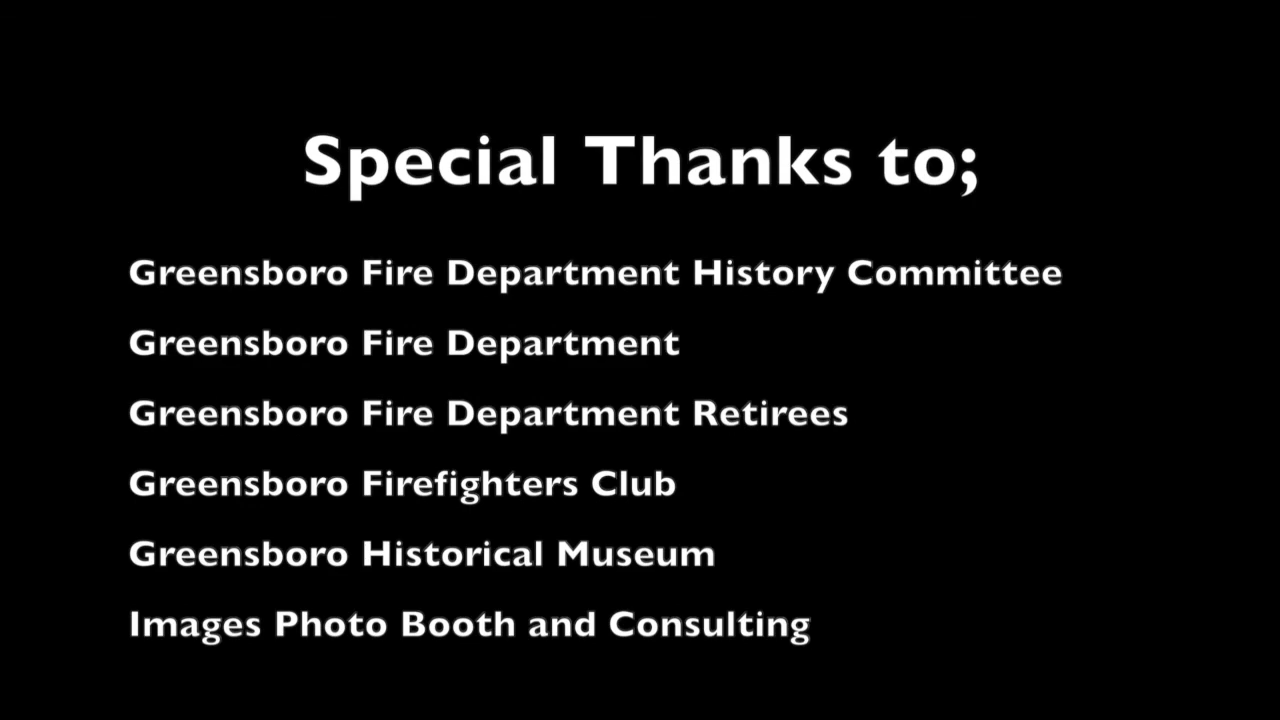 Special Thanks to;
Greensboro Fire Department History Committee
Greensboro Fire Department
Greensboro Fire Department Retirees
Greensboro Firefighters Club
Greensboro Historical Museum
Images Photo Booth and Consulting